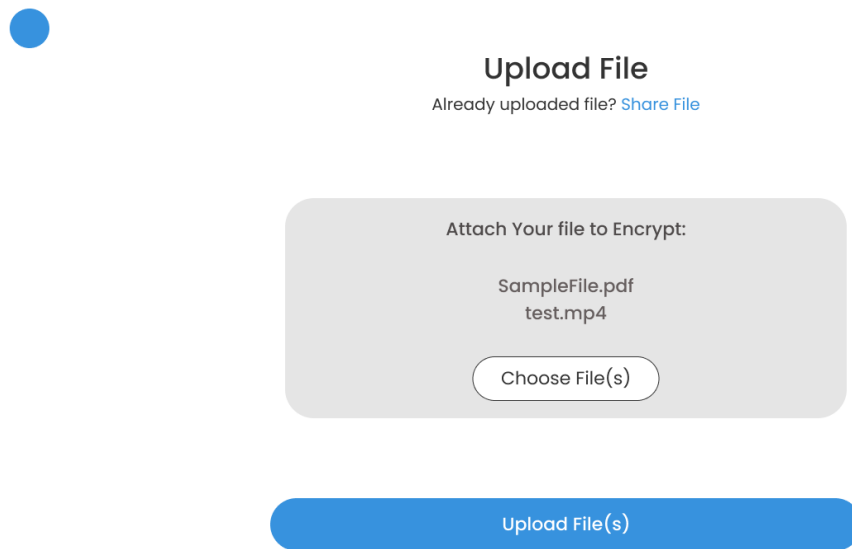 Upload File
Already uploaded file? Share File
Attach Your file to Encrypt:
SampleFile.pdf
test.mp4
Choose File(s)
Upload File(s)